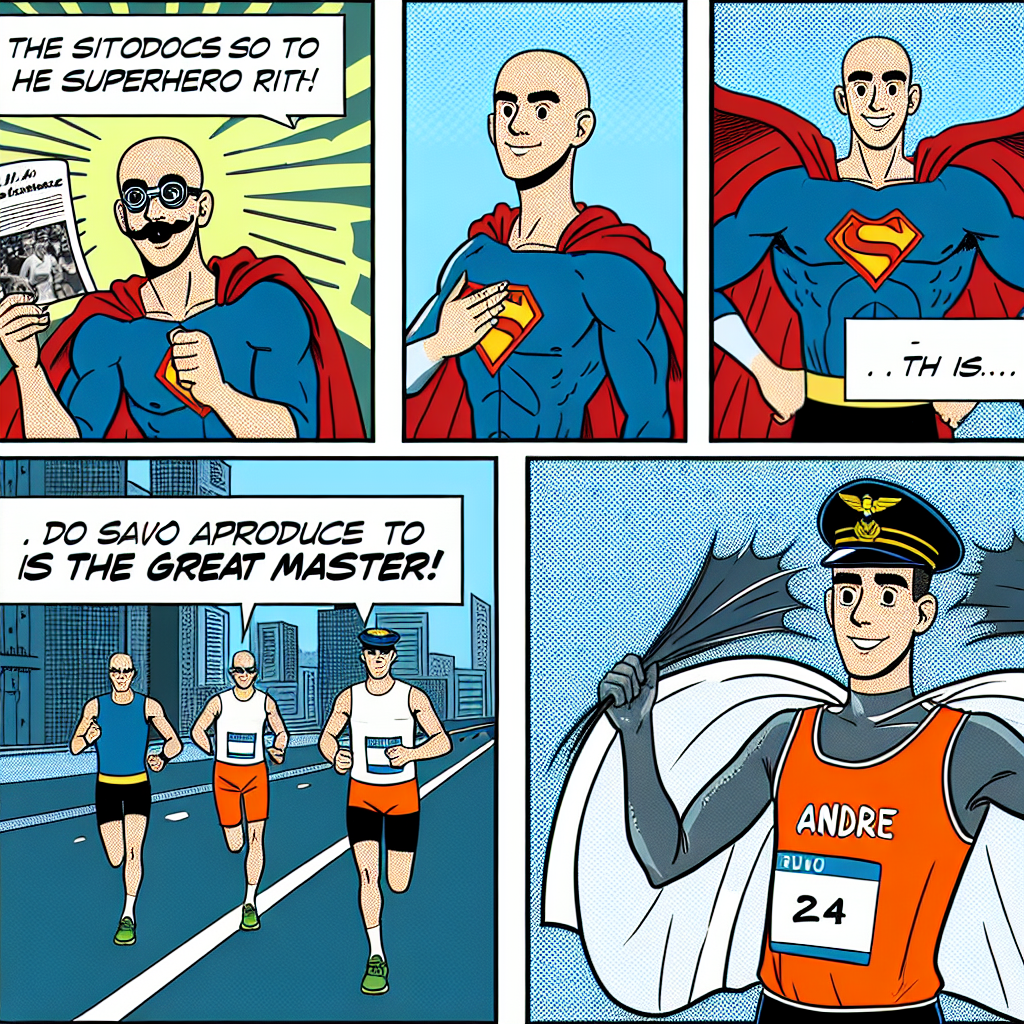 THE SITODOCS SO TO
HE SUPERHERO RITH!
S
S
. . TH IS....
. DO SAVO APRODUCE TO
IS THE GREAT MASTER!
ANDRE
24